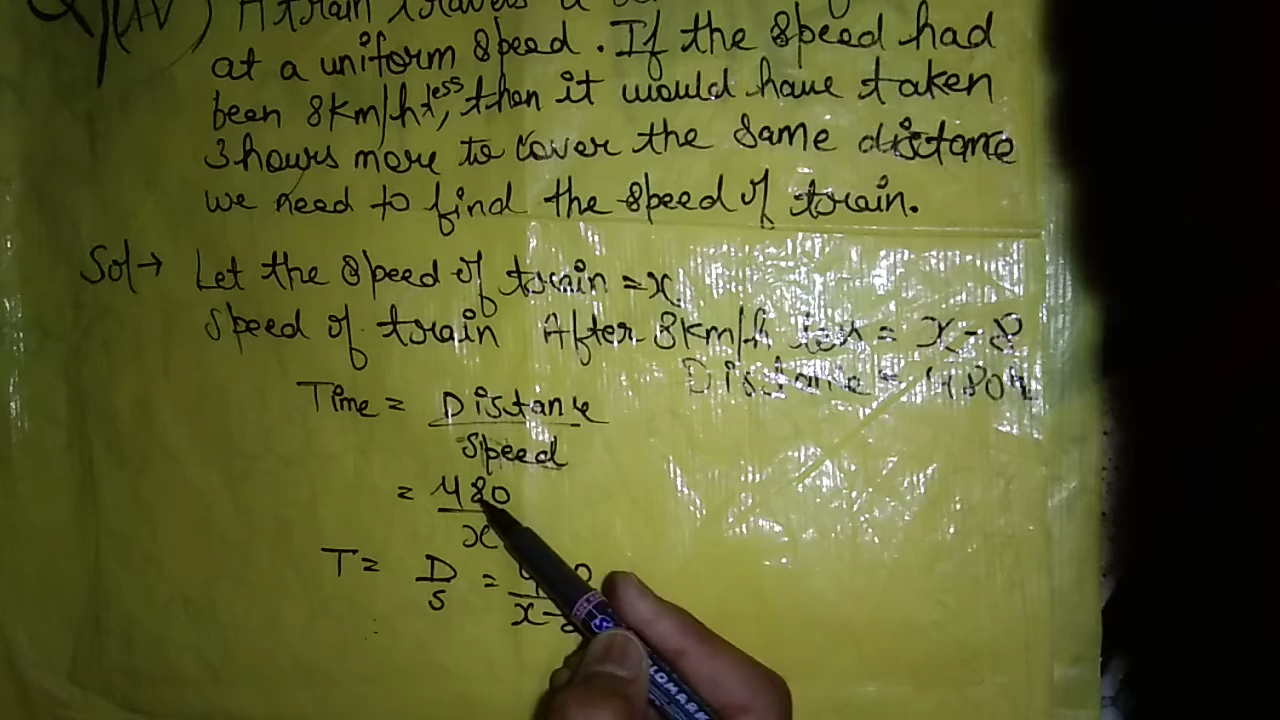 at a uniform speed. If the speed had
been 8km/h less, then it would have taken
3 hours more to cover the same distance
we need to find the speed of train.
Sol→ Let the speed of train = x
Speed of train After 8km/h less = x-8
Distance = 480
Time = Distance
Speed
= 480
x
T= D = 
S x-